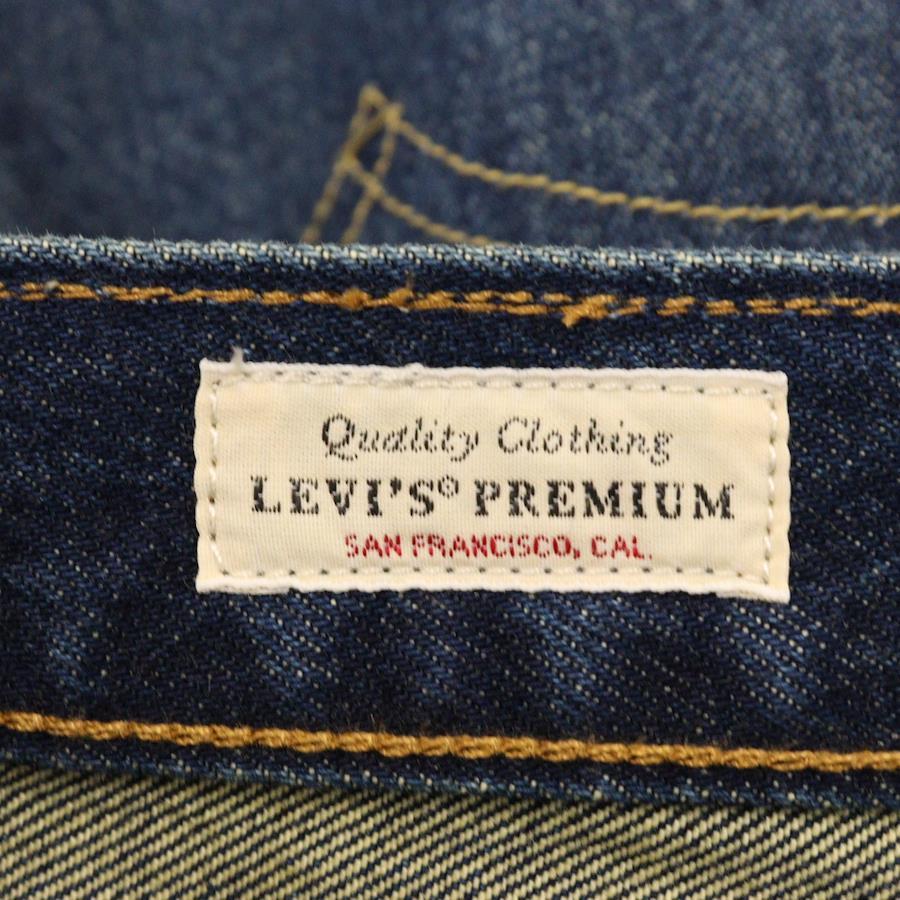 Quality Clothing
LEVI'S® PREMIUM
SAN FRANCISCO, CAL.